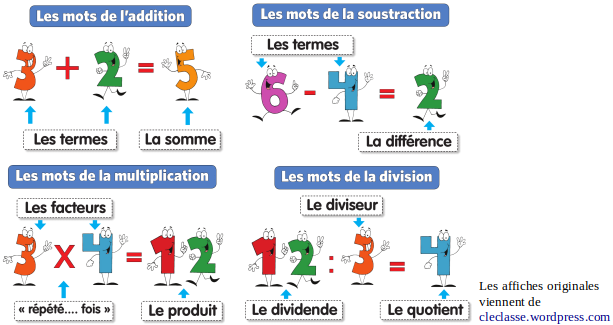 Les mots de l'addition
3 + 2 = 5
Les termes
La somme
Les mots de la soustraction
Les termes
6 - 4 = 2
La différence
Les mots de la multiplication
Les facteurs
3 x 4 = 12
« répété.... fois »
Le produit
Les mots de la division
Le diviseur
12 : 3 = 4
Le dividende
Le quotient
Les affiches originales
viennent de
cleclasse.wordpress.com